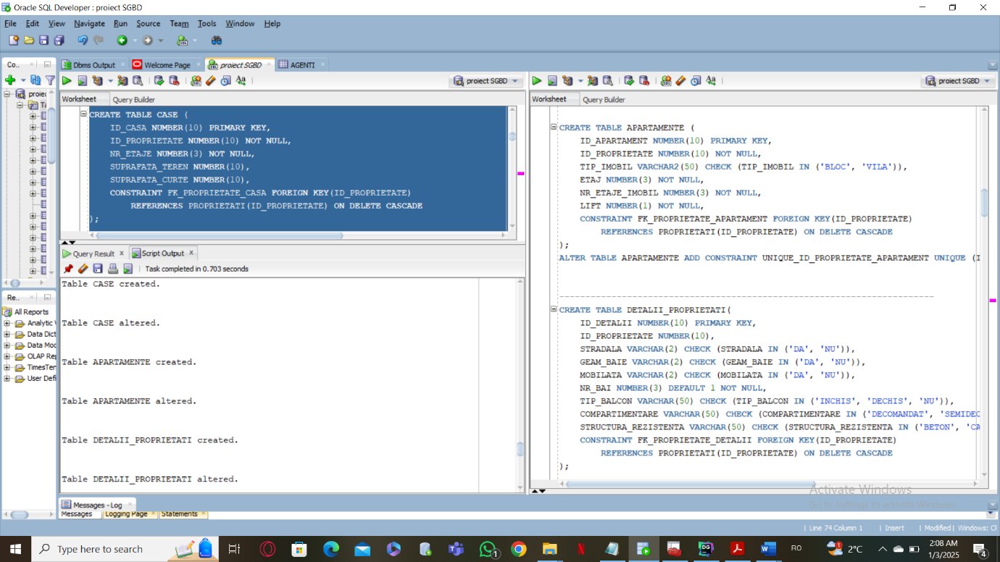 Oracle SQL Developer : proiect SGBD
File Edit View Navigate Run Source Team Tools Window Help
Co..
Dbms Output
Welcome Page
proiect SGBD
AGENTI
proiect SGBD
proiect SGBD
Worksheet Query Builder
Worksheet Query Builder
CREATE TABLE CASE (
ID_CASA NUMBER(10) PRIMARY KEY,
ID_PROPRIETATE NUMBER(10) NOT NULL,
NR_ETAJE NUMBER(3) NOT NULL,
SUPRAFATA_TEREN NUMBER(10),
SUPRAFATA_CURTE NUMBER(10),
CONSTRAINT FK_PROPRIETATE_CASA FOREIGN KEY(ID_PROPRIETATE)
REFERENCES PROPRIETATI(ID_PROPRIETATE) ON DELETE CASCADE
);
Query Result x Script Output x
Task completed in 0.703 seconds
Table CASE created.
Table CASE altered.
Table APARTAMENTE created.
Table APARTAMENTE altered.
Table DETALII_PROPRIETATI created.
Table DETALII_PROPRIETATI altered.
CREATE TABLE APARTAMENTE (
ID_APARTAMENT NUMBER(10) PRIMARY KEY,
ID_PROPRIETATE NUMBER(10) NOT NULL,
TIP_IMOBIL VARCHAR2(50) CHECK (TIP_IMOBIL IN ('BLOC', 'VILA')),
ETAJ NUMBER(3) NOT NULL,
NR_ETAJE_IMOBIL NUMBER(3) NOT NULL,
LIFT NUMBER(1) NOT NULL,
CONSTRAINT FK_PROPRIETATE_APARTAMENT FOREIGN KEY(ID_PROPRIETATE)
REFERENCES PROPRIETATI(ID_PROPRIETATE) ON DELETE CASCADE
);
ALTER TABLE APARTAMENTE ADD CONSTRAINT UNIQUE_ID_PROPRIETATE_APARTAMENT UNIQUE (I
------------------------------------------------------------------------
CREATE TABLE DETALII_PROPRIETATI(
ID_DETALII NUMBER(10) PRIMARY KEY,
ID_PROPRIETATE NUMBER(10),
STRADALA VARCHAR(2) CHECK (STRADALA IN ('DA', 'NU')),
GEAM_BAIE VARCHAR(2) CHECK (GEAM_BAIE IN ('DA', 'NU')),
MOBILATA VARCHAR(2) CHECK (MOBILATA IN ('DA', 'NU')),
NR_BAI NUMBER(3) DEFAULT 1 NOT NULL,
TIP_BALCON VARCHAR(50) CHECK (TIP_BALCON IN ('INCHIS', 'DECHIS', 'NU')),
COMPARTIMENTARE VARCHAR(50) CHECK (COMPARTIMENTARE IN ('DECOMANDAT', 'SEMIDEC
STRUCTURA_REZISTENTA VARCHAR(50) CHECK (STRUCTURA_REZISTENTA IN ('BETON', 'CA
CONSTRAINT FK_PROPRIETATE_DETALII FOREIGN KEY(ID_PROPRIETATE)
REFERENCES PROPRIETATI(ID_PROPRIETATE) ON DELETE CASCADE
);
proiec
Ta
Re..
All Reports
Analytic
Data Dict
Data Mod
OLAP Rep
TimesTen
User Defi
Messages - Log
Messages Logging Page Statements
Activate Windows
Go to Settings to activate Windows.
Line 74 Column 1 | Insert | Modified | Windows: CR
Type here to search
1
RO
2°C
2:08 AM
1/3/2025
4